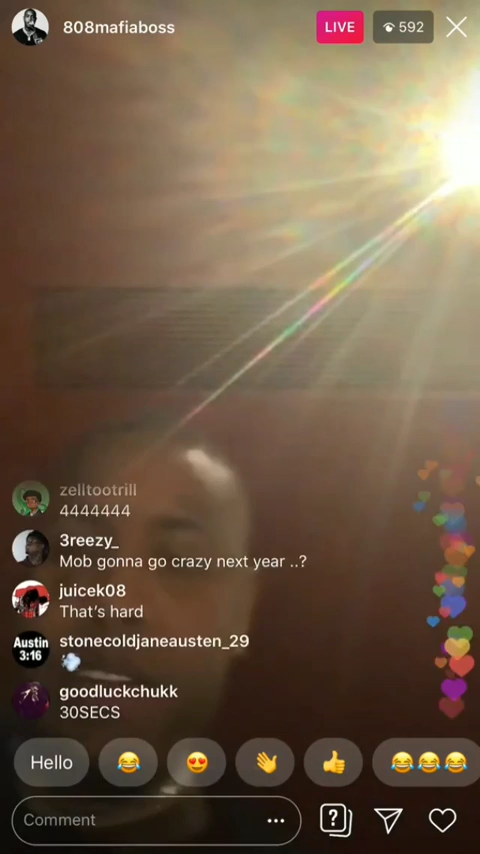 808mafiaboss
LIVE
592
zelltootrill
4444444
3reezy_
Mob gonna go crazy next year ..?
juicek08
That's hard
Austin
3:16
stonecoldjaneausten_29
💨
goodluckchukk
30SECS
Hello
😂
😍
👋
👍
😂😂😂
Comment
?